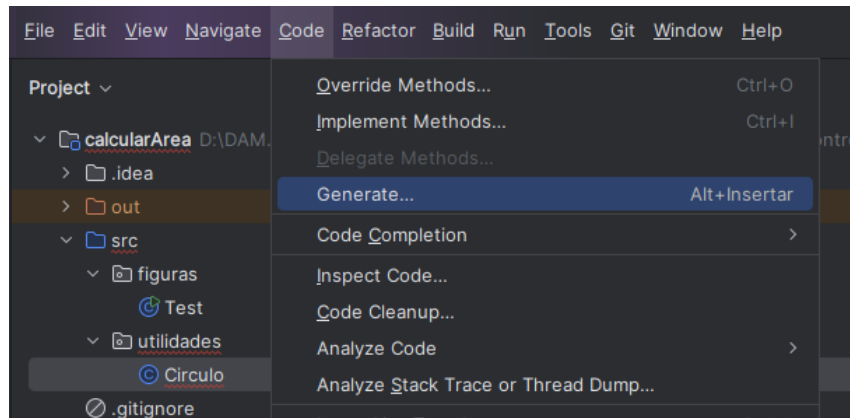 File Edit View Navigate Code Refactor Build Run Tools Git Window Help
Project
Override Methods... Ctrl+O
Implement Methods... Ctrl+I
calcularArea D:\DAM.
Delegate Methods...
.idea
Generate... Alt+Insertar
out
Code Completion
src
Inspect Code...
figuras
Code Cleanup...
Test
utilidades
Analyze Code
Circulo
Analyze Stack Trace or Thread Dump...
.gitignore